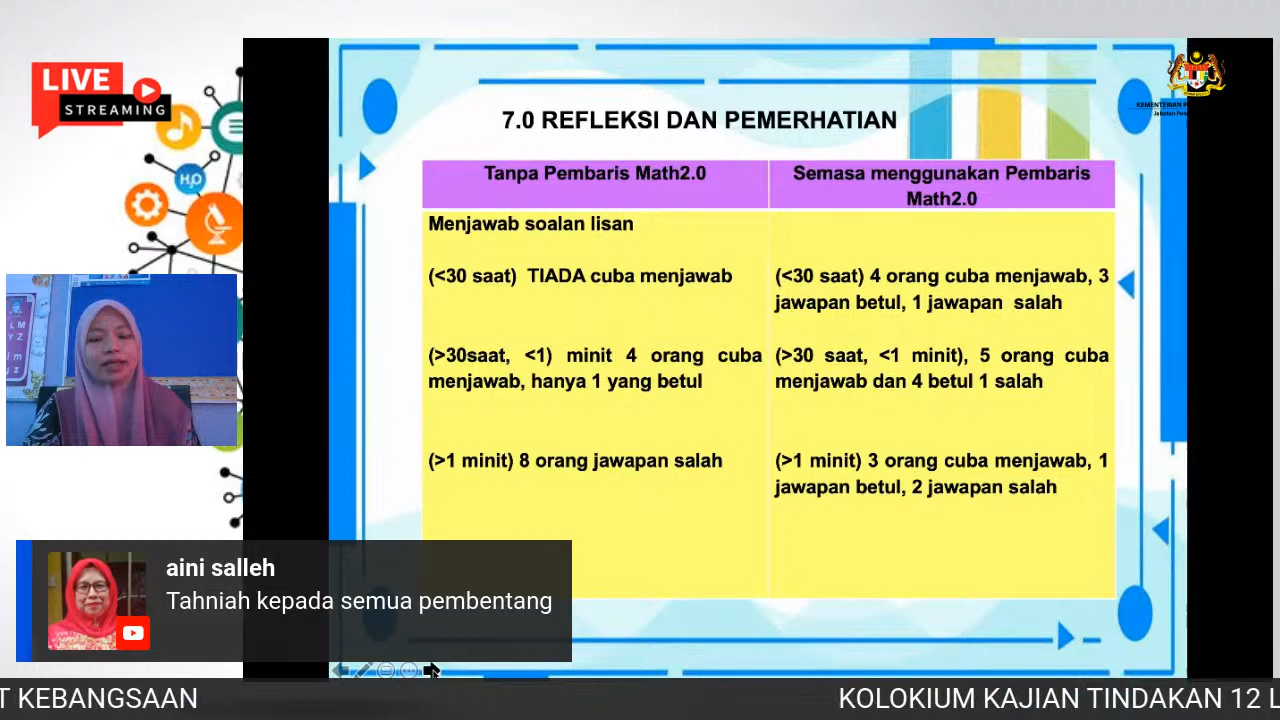 LIVE
STREAMING
H₂O
7.0 REFLEKSI DAN PEMERHATIAN
Tanpa Pembaris Math2.0
Semasa menggunakan Pembaris
Math2.0
Menjawab soalan lisan
(<30 saat)  TIADA cuba menjawab
(<30 saat) 4 orang cuba menjawab, 3
jawapan betul, 1 jawapan  salah
(>30saat, <1) minit 4 orang cuba
menjawab, hanya 1 yang betul
(>30 saat, <1 minit), 5 orang cuba
menjawab dan 4 betul 1 salah
(>1 minit) 8 orang jawapan salah
(>1 minit) 3 orang cuba menjawab, 1
jawapan betul, 2 jawapan salah
aini salleh
Tahniah kepada semua pembentang
T KEBANGSAAN
KOLOKIUM KAJIAN TINDAKAN 12 L